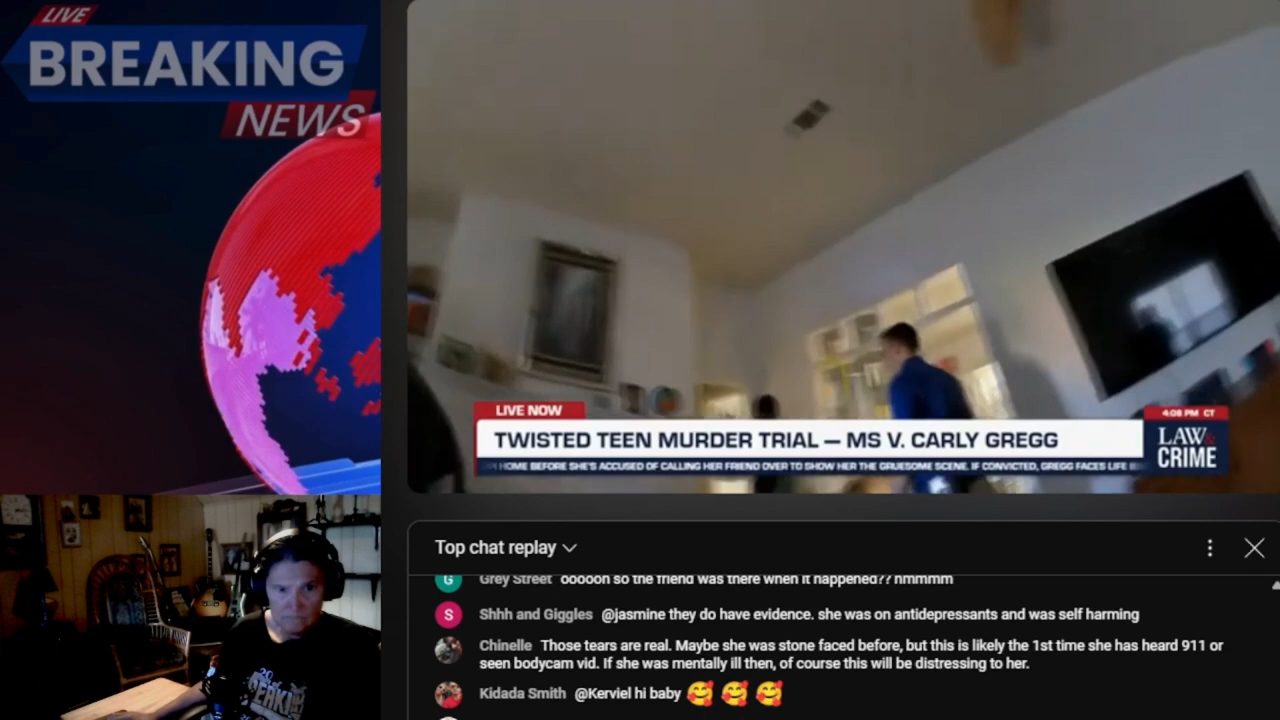 LIVE
BREAKING
NEWS
LIVE NOW
4:08 PM CT
TWISTED TEEN MURDER TRIAL — MS V. CARLY GREGG
LAW&
CRIME
HOME BEFORE SHE'S ACCUSED OF CALLING HER FRIEND OVER TO SHOW HER THE GRUESOME SCENE. IF CONVICTED, GREGG FACES LIFE
Top chat replay
G Grey Street oooooh so the friend was there when it happened?? hmmmm
S Shhh and Giggles @jasmine they do have evidence. she was on antidepressants and was self harming
Chinelle Those tears are real. Maybe she was stone faced before, but this is likely the 1st time she has heard 911 or
seen bodycam vid. If she was mentally ill then, of course this will be distressing to her.
Kidada Smith @Kerviel hi baby 🥰 🥰 🥰